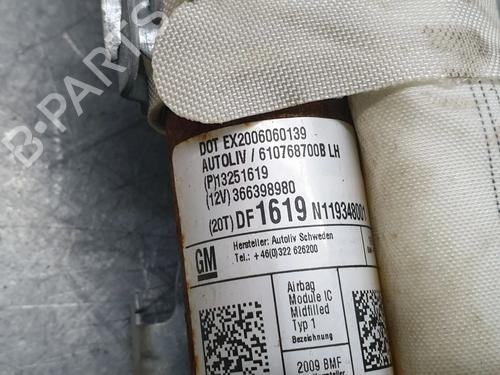 B-PARTS
DOT EX2006060139
AUTOLIV / 610768700B LH
(P)13251619
(12V)366398980
(20T) DF1619 N119348001
GM
Hersteller: Autoliv Schweden
Tel.: +46(0)322 626200
Airbag
Module IC
Midfilled
Typ 1
Bezeichnung
2009 BMF